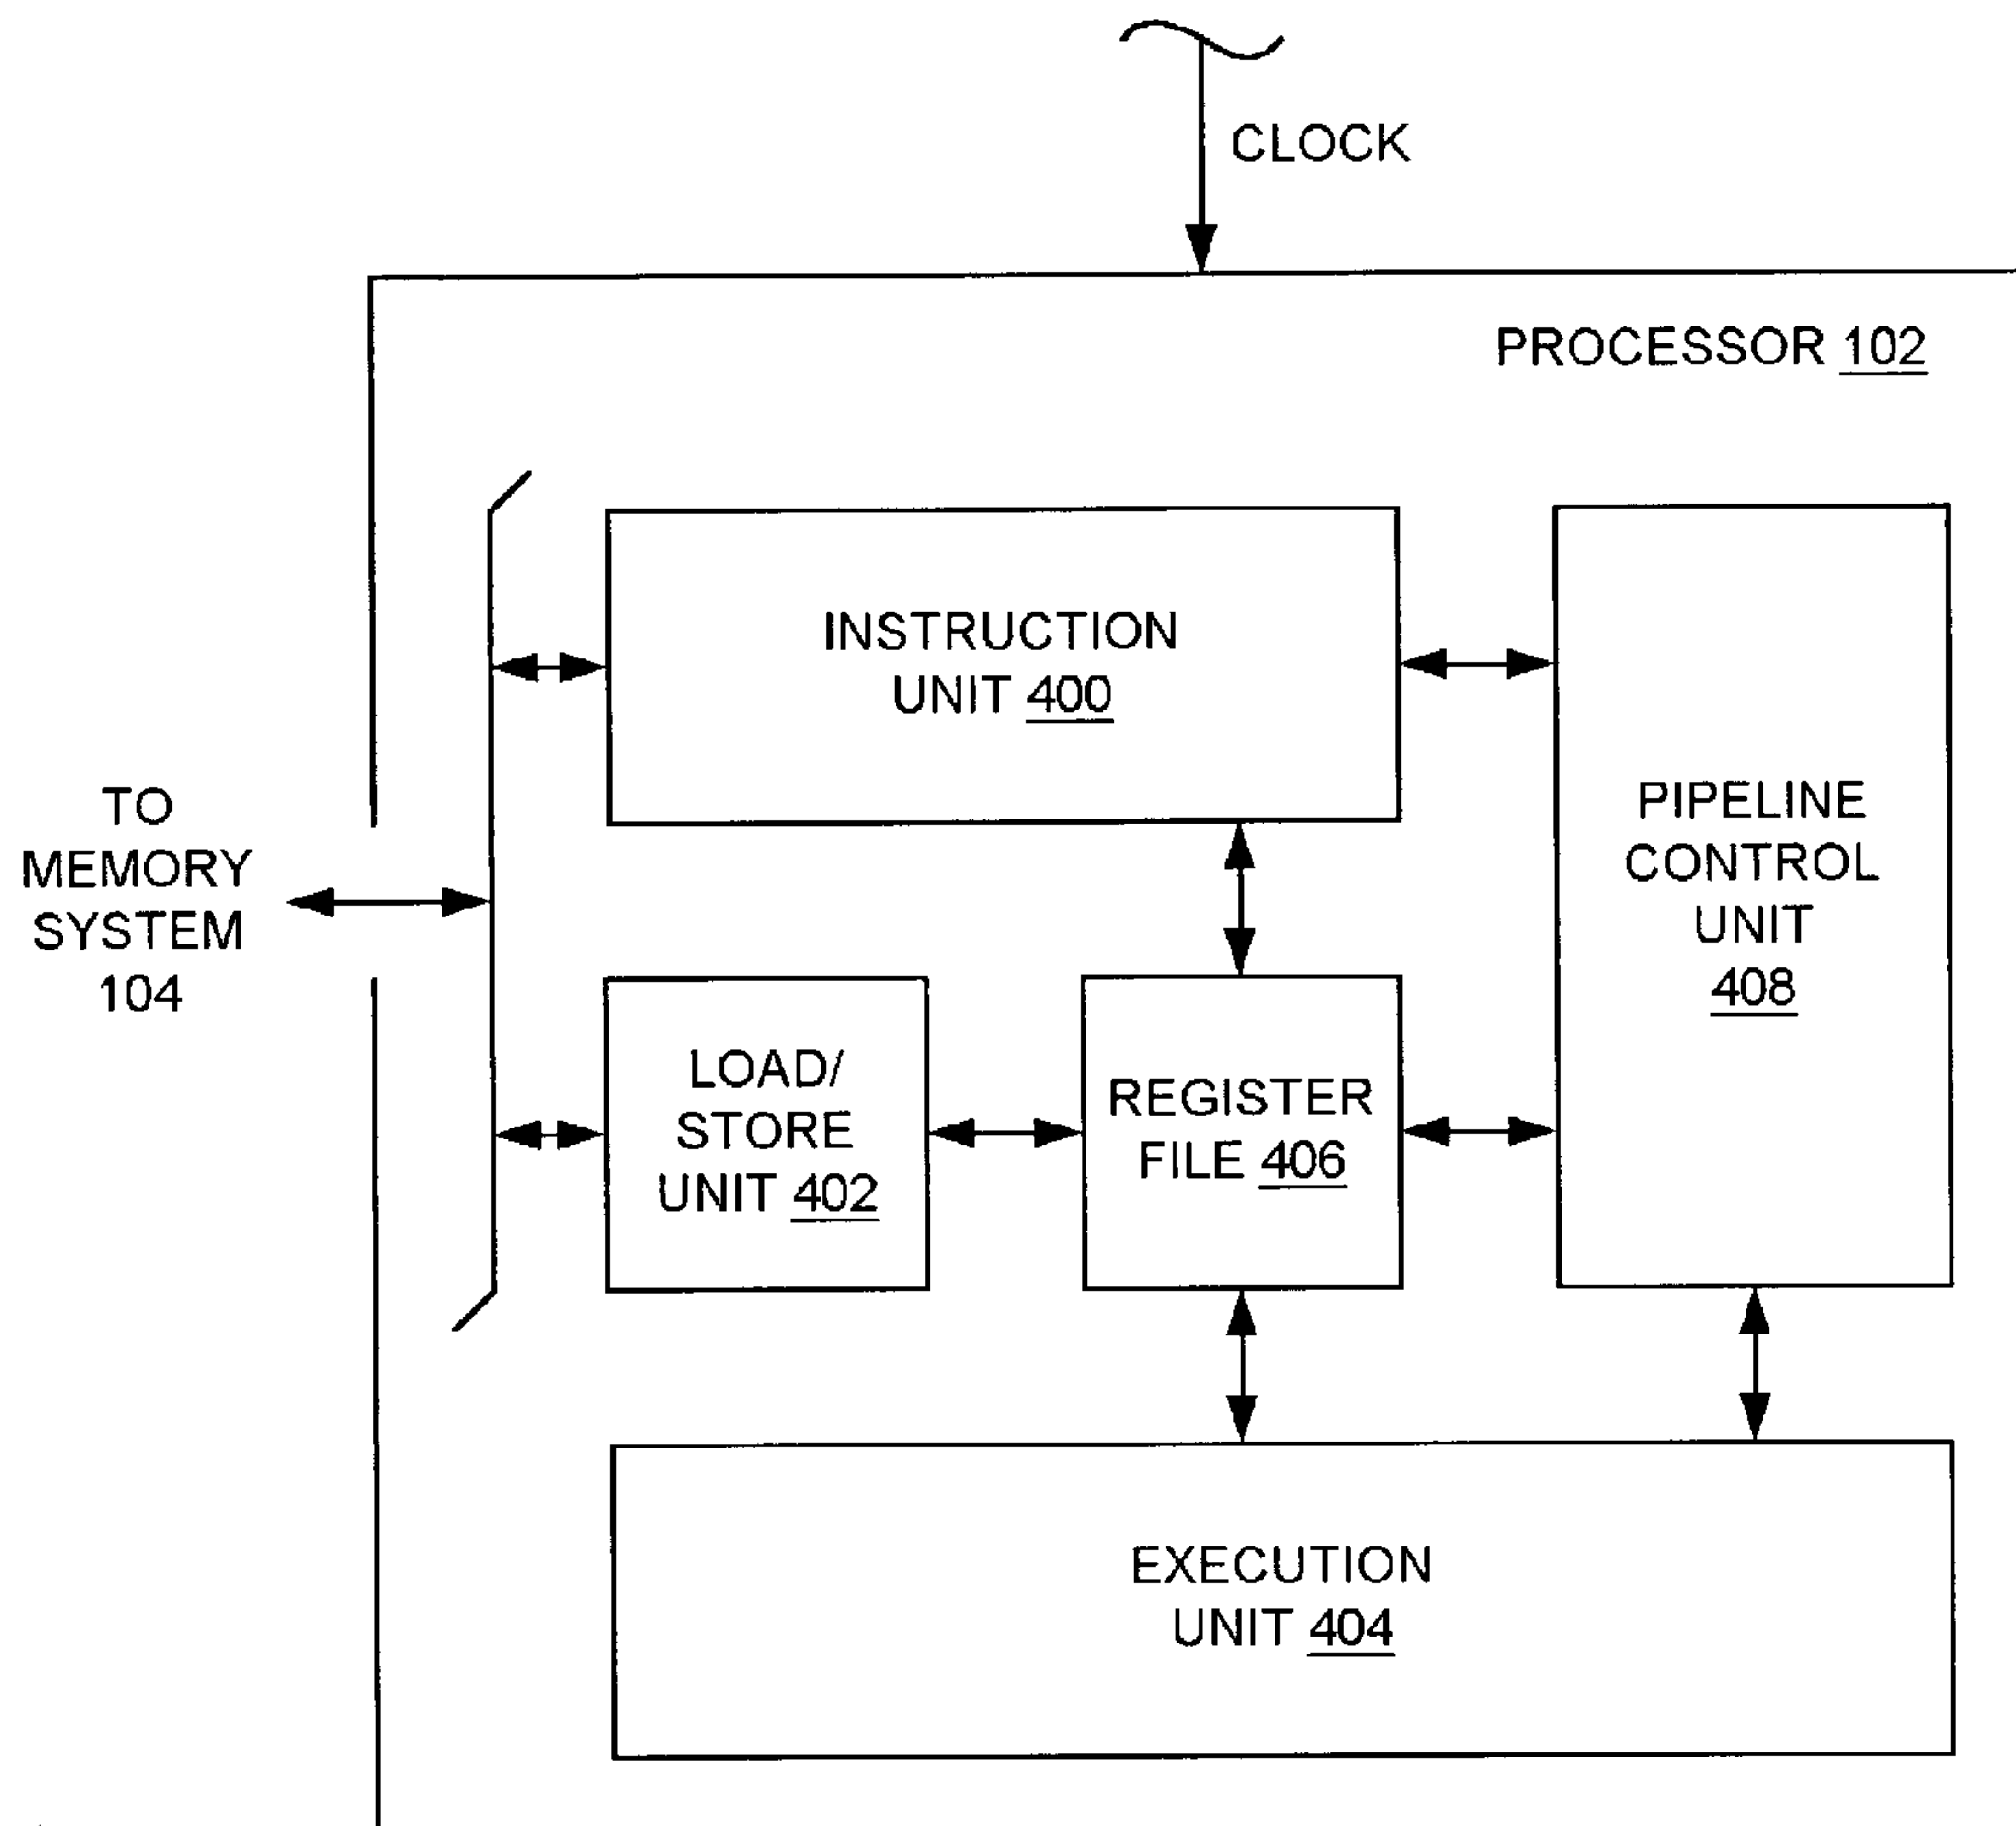 CLOCK
PROCESSOR 102
INSTRUCTION
UNIT 400
PIPELINE
CONTROL
UNIT
408
TO
MEMORY
SYSTEM
104
LOAD/
STORE
UNIT 402
REGISTER
FILE 406
EXECUTION
UNIT 404